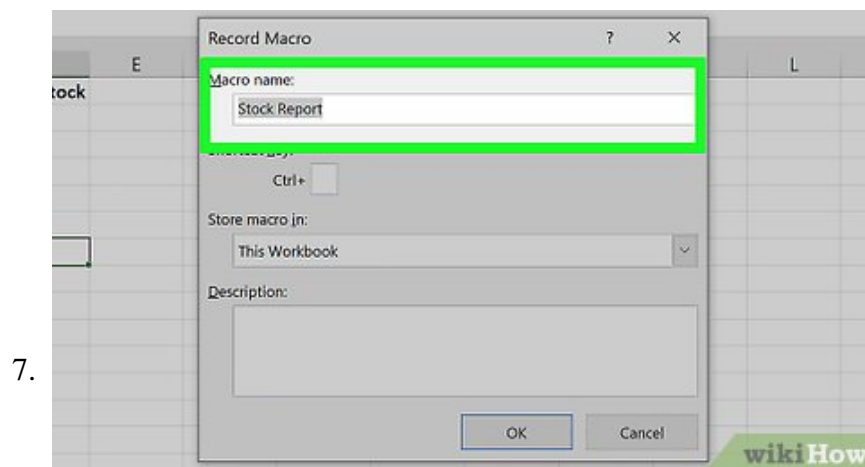 Record Macro ? ×
E L
Macro name:
tock
Stock Report
Ctrl+
Store macro in:
This Workbook
Description:
7.
OK Cancel
wikiHow